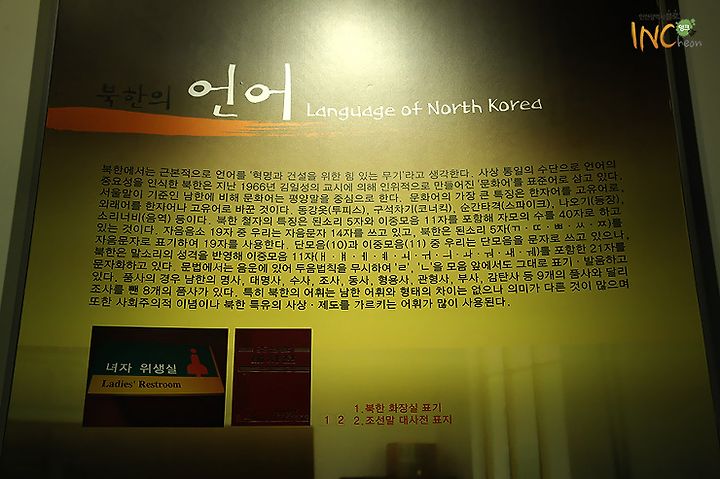 인천광역시블로그
INCheon
북한의 언어 Language of North Korea
북한에서는 근본적으로 언어를 '혁명과 건설을 위한 힘 있는 무기'라고 생각한다. 사상 통일의 수단으로 언어의
중요성을 인식한 북한은 지난 1966년 김일성의 교시에 의해 인위적으로 만들어진 '문화어'를 표준어로 삼고 있다.
서울말이 기준인 남한에 비해 문화어는 평양말을 중심으로 한다. 문화어의 가장 큰 특징은 한자어를 고유어로,
외래어를 한자어나 고유어로 바꾼 것이다. 동강옷(투피스), 구석차기(코너킥), 순간타격(스파이크), 나오기(등장),
소리너비(음역) 등이다. 북한 철자의 특징은 된소리 5자와 이중모음 11자를 포함해 자모의 수를 40자로 하고
있는 것이다. 자음음소 19자 중 우리는 자음문자 14자를 쓰고 있고, 북한은 된소리 5자(ㄲ · ㄸ · ㅃ · ㅆ · ㅉ)를
자음문자로 표기하여 19자를 사용한다. 단모음(10)과 이중모음(11) 중 우리는 단모음을 문자로 쓰고 있으나,
북한은 말소리의 성격을 반영해 이중모음 11자(ㅐ · ㅒ · ㅔ · ㅖ · ㅚ · ㅟ · ㅢ · ㅘ · ㅝ · ㅙ · ㅞ)를 포함한 21자를
문자화하고 있다. 문법에서는 음운에 있어 두음법칙을 무시하여 'ㄹ', 'ㄴ'을 모음 앞에서도 그대로 표기 · 발음하고
있다. 품사의 경우 남한의 명사, 대명사, 수사, 조사, 동사, 형용사, 관형사, 부사, 감탄사 등 9개의 품사와 달리
조사를 뺀 8개의 품사가 있다. 특히 북한의 어휘는 남한 어휘와 형태의 차이는 없으나 의미가 다른 것이 많으며
또한 사회주의적 이념이나 북한 특유의 사상 · 제도를 가르키는 어휘가 많이 사용된다.
녀자 위생실
Ladies' Restroom
1.북한 화장실 표기
1 2 2.조선말 대사전 표지